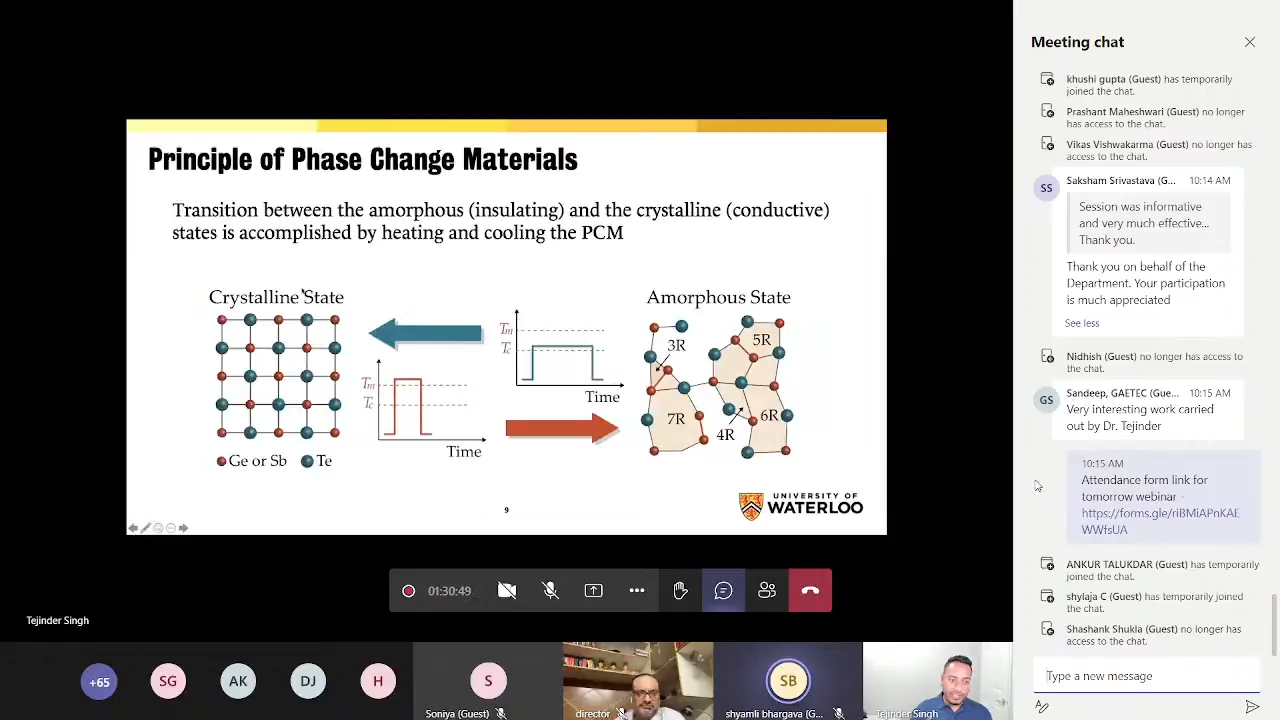 Principle of Phase Change Materials
Transition between the amorphous (insulating) and the crystalline (conductive)
states is accomplished by heating and cooling the PCM
Crystalline State
Amorphous State
Tm
Tc
Time
Tm
Tc
Time
3R
5R
7R
4R
6R
Ge or Sb
Te
9
UNIVERSITY OF
WATERLOO
01:30:49
Tejinder Singh
+65
SG
AK
DJ
H
S
Soniya (Guest)
director
SB
shyamli bhargava (G...
Tejinder Singh
Meeting chat
khushi gupta (Guest) has temporarily
joined the chat.
Pranit Mahule (Guest) no longer
has access to the chat.
Vikas Vishwakarma (Guest) no longer
has access to the chat.
SS
Saksham Srivastava (G... 10:14 AM
Session was informative
and very much effective...
Thank you.
Thank you on behalf of the
Department. Your participation
is much appreciated
See less
Nidhish (Guest) no longer has access to
the chat.
GS
Sandeep, GAETEC (Gue... 10:15 AM
Very interesting work carried
out by Dr. Tejinder
10:15 AM
Attendance form link for
tomorrow webinar -
https://forms.gle/riBMiAPnKAE
WWfsUA
ANKUR TALUKDAR (Guest) has temporarily
joined the chat.
shylaja C (Guest) has temporarily joined
the chat.
Shashank Shukla (Guest) no longer has
access to the chat.
Type a new message